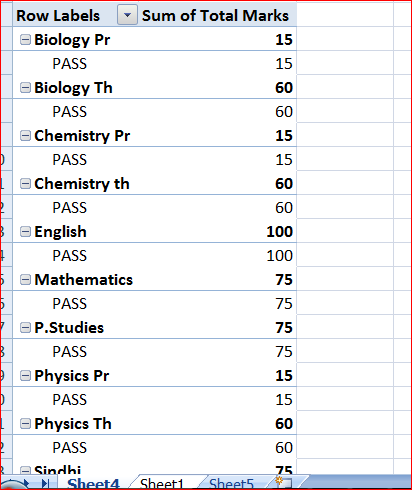 Row Labels Sum of Total Marks
Biology Pr 15
PASS 15
Biology Th 60
PASS 60
Chemistry Pr 15
PASS 15
Chemistry th 60
PASS 60
English 100
PASS 100
Mathematics 75
PASS 75
P.Studies 75
PASS 75
Physics Pr 15
PASS 15
Physics Th 60
PASS 60
Sindhi 75
Sheet4 Sheet1 Sheet5